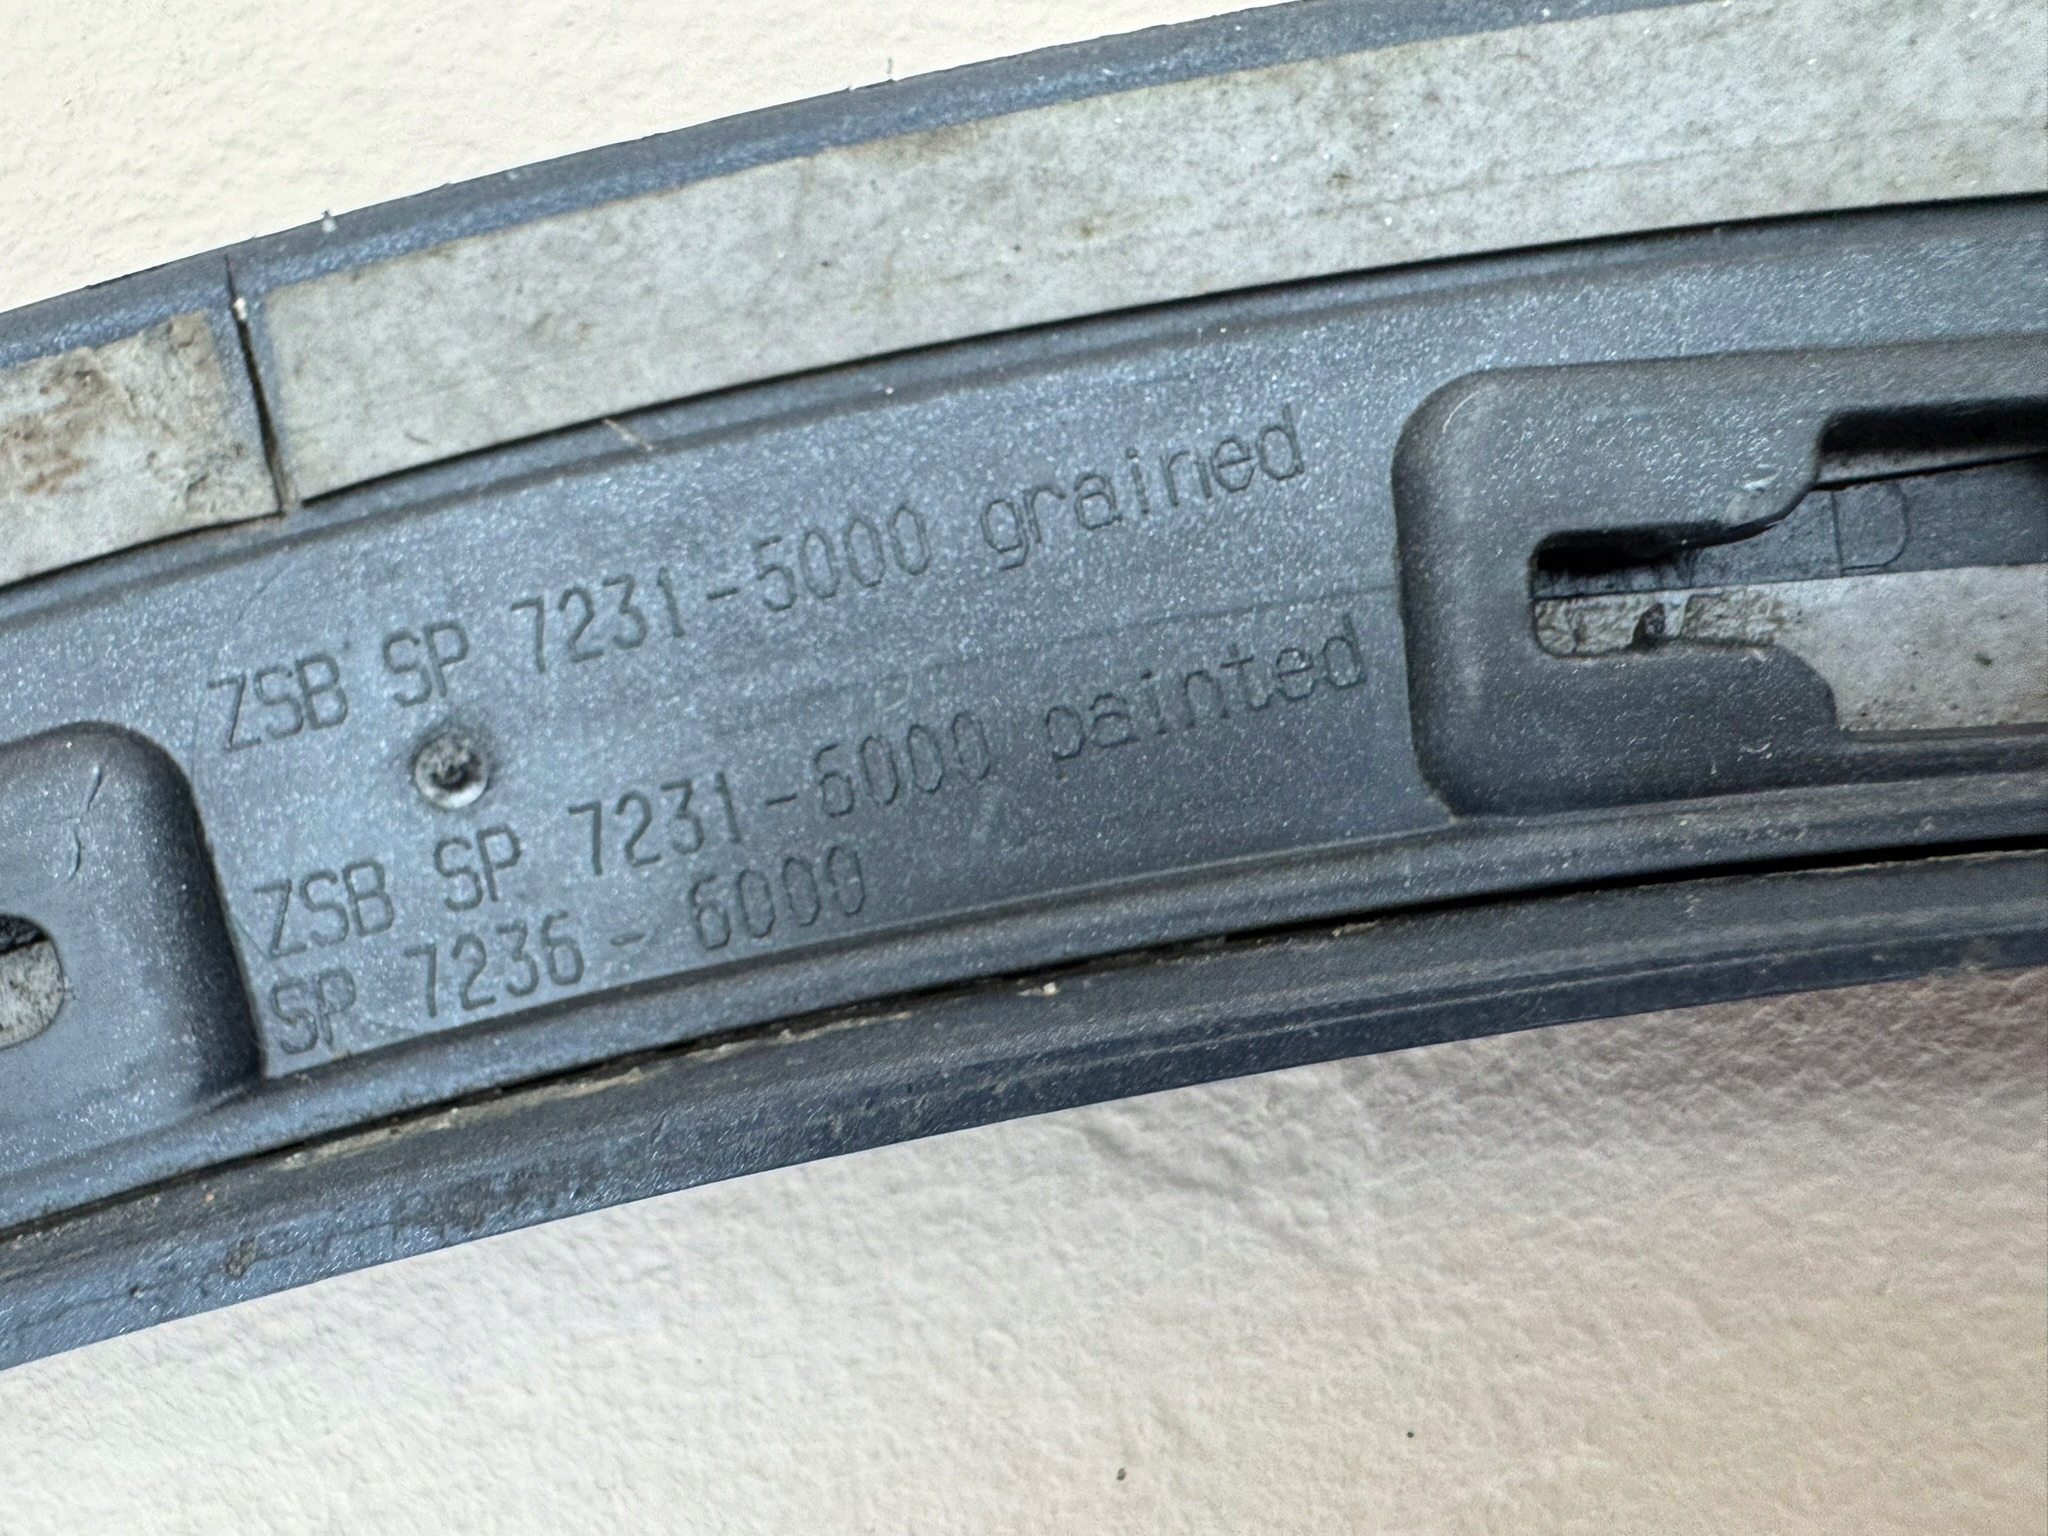 ZSB SP 7231-5000 grained
ZSB SP 7231-6000 painted
SP 7236 - 6000